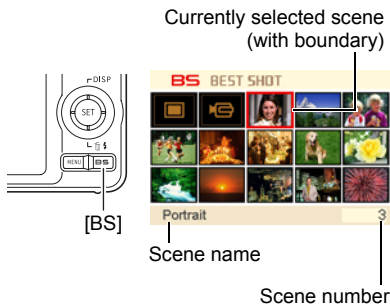 Currently selected scene
(with boundary)
DISP
SET
MENU BS
[BS]
BS BEST SHOT
Portrait 3
Scene name
Scene number